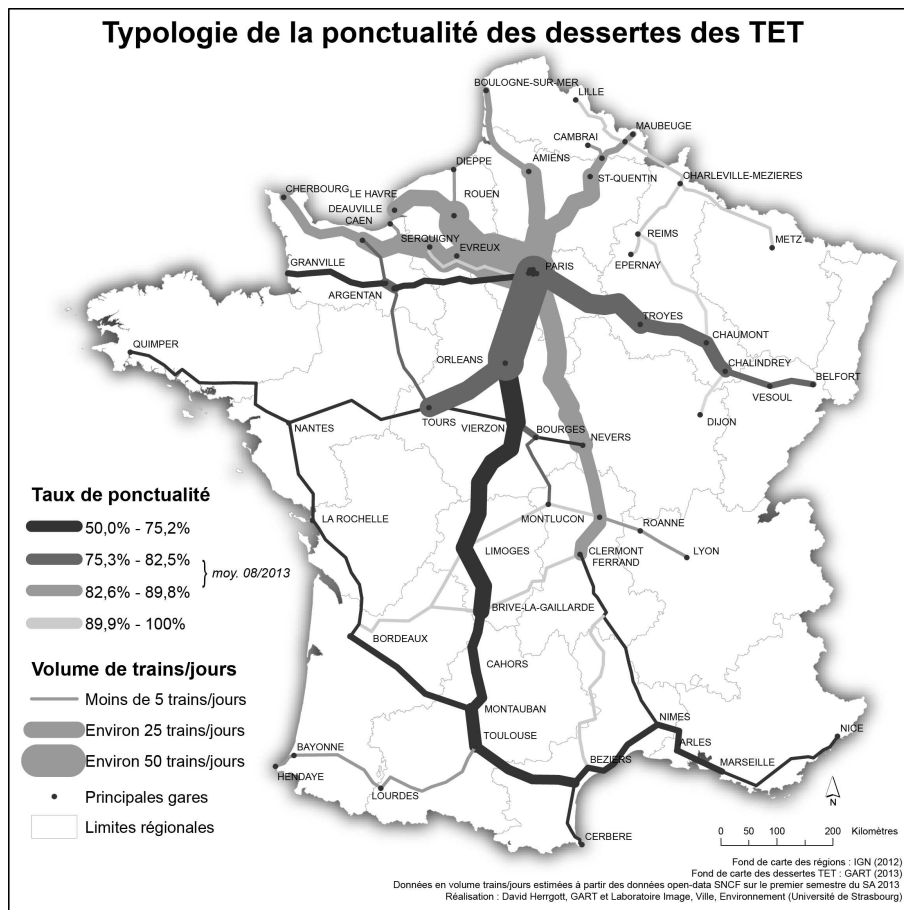 Typologie de la ponctualité des dessertes des TET
BOULOGNE-SUR-MER
LILLE
MAUBEUGE
CAMBRAI
DIEPPE
AMIENS
ST-QUENTIN
CHARLEVILLE-MEZIERES
CHERBOURG
LE HAVRE
ROUEN
DEAUVILLE
CAEN
SERQUIGNY
EVREUX
REIMS
METZ
EPERNAY
GRANVILLE
PARIS
ARGENTAN
TROYES
CHAUMONT
QUIMPER
ORLEANS
CHALINDREY
BELFORT
VESOUL
TOURS
VIERZON
BOURGES
DIJON
NANTES
NEVERS
Taux de ponctualité
50,0% - 75,2%
75,3% - 82,5%
moy. 08/2013
82,6% - 89,8%
89,9% - 100%
LA ROCHELLE
MONTLUCON
ROANNE
LYON
LIMOGES
CLERMONT
FERRAND
BRIVE-LA-GAILLARDE
BORDEAUX
CAHORS
Volume de trains/jours
Moins de 5 trains/jours
Environ 25 trains/jours
Environ 50 trains/jours
Principales gares
Limites régionales
MONTAUBAN
TOULOUSE
NIMES
NICE
ARLES
BAYONNE
BEZIERS
MARSEILLE
HENDAYE
LOURDES
CERBERE
N
0 50 100 200 Kilomètres
Fond de carte des régions : IGN (2012)
Fond de carte des dessertes TET : GART (2013)
Données en volume trains/jours estimées à partir des données open-data SNCF sur le premier semestre du SA 2013
Réalisation : David Herrgott, GART et Laboratoire Image, Ville, Environnement (Université de Strasbourg)